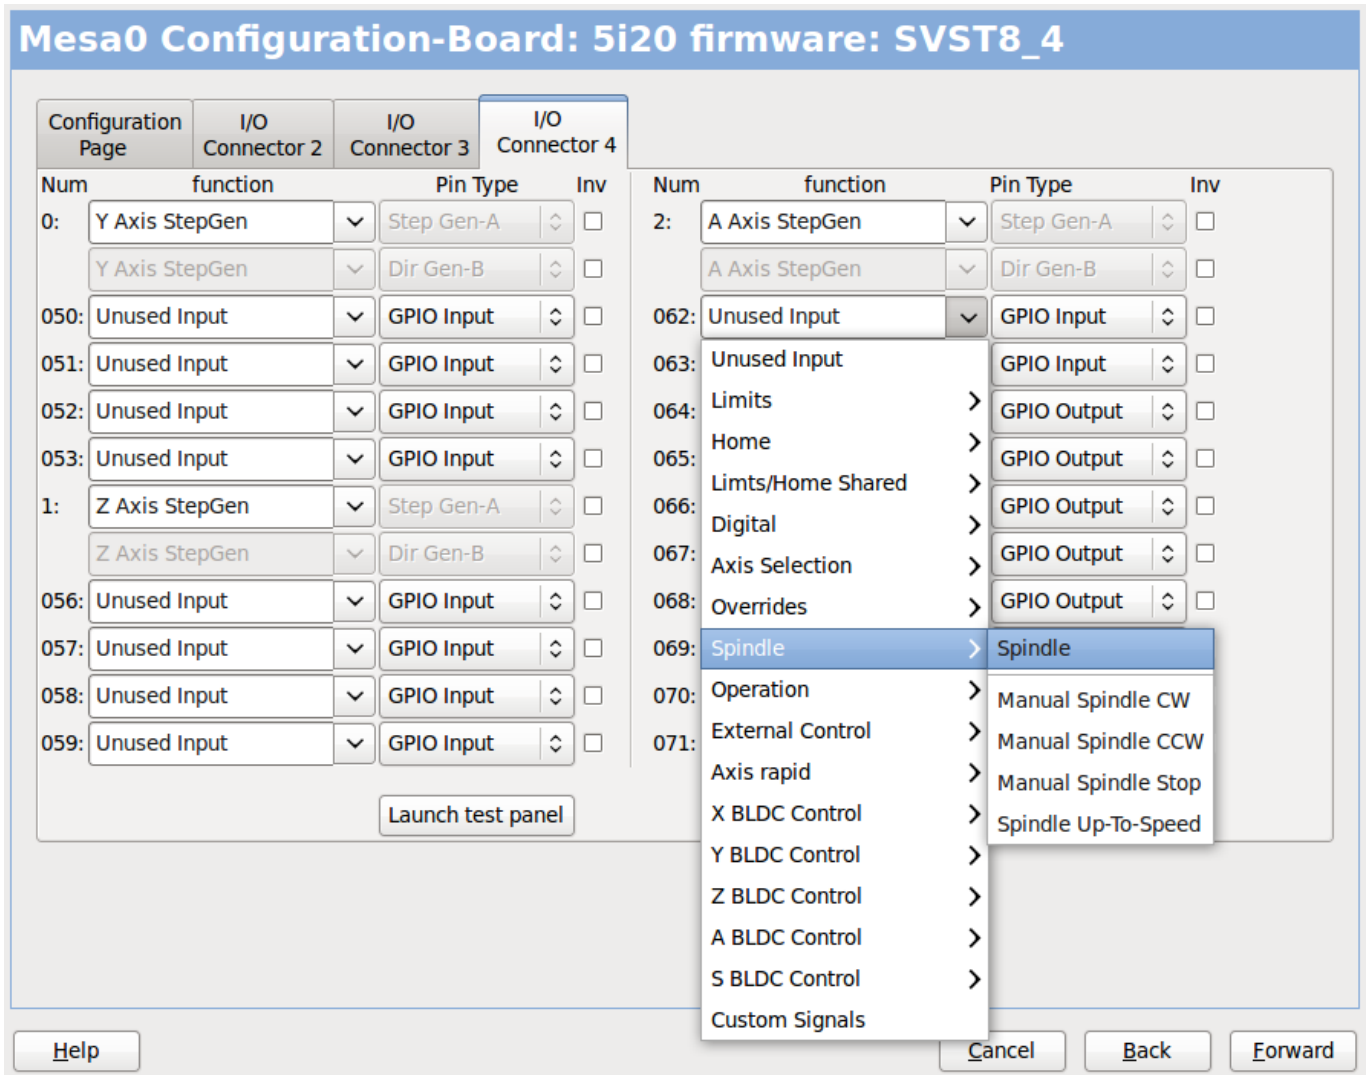 Mesa0 Configuration-Board: 5i20 firmware: SVST8_4
Configuration Page
I/O Connector 2
I/O Connector 3
I/O Connector 4
Num function Pin Type Inv
0: Y Axis StepGen Step Gen-A
Y Axis StepGen Dir Gen-B
050: Unused Input GPIO Input
051: Unused Input GPIO Input
052: Unused Input GPIO Input
053: Unused Input GPIO Input
1: Z Axis StepGen Step Gen-A
Z Axis StepGen Dir Gen-B
056: Unused Input GPIO Input
057: Unused Input GPIO Input
058: Unused Input GPIO Input
059: Unused Input GPIO Input
Launch test panel
Num function Pin Type Inv
2: A Axis StepGen Step Gen-A
A Axis StepGen Dir Gen-B
062: Unused Input GPIO Input
063: GPIO Input
064: GPIO Output
065: GPIO Output
066: GPIO Output
067: GPIO Output
068: GPIO Output
069:
070:
071:
Unused Input
Limits
Home
Limts/Home Shared
Digital
Axis Selection
Overrides
Spindle
Operation
External Control
Axis rapid
X BLDC Control
Y BLDC Control
Z BLDC Control
A BLDC Control
S BLDC Control
Custom Signals
Spindle
Manual Spindle CW
Manual Spindle CCW
Manual Spindle Stop
Spindle Up-To-Speed
Help Cancel Back Forward